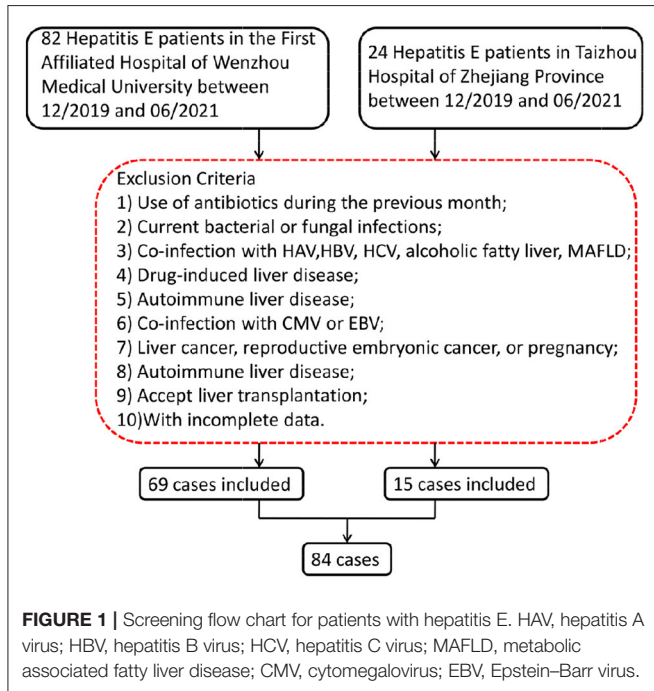 82 Hepatitis E patients in the First
Affiliated Hospital of Wenzhou
Medical University between
12/2019 and 06/2021
24 Hepatitis E patients in Taizhou
Hospital of Zhejiang Province
between 12/2019 and 06/2021
Exclusion Criteria
1) Use of antibiotics during the previous month;
2) Current bacterial or fungal infections;
3) Co-infection with HAV,HBV, HCV, alcoholic fatty liver, MAFLD;
4) Drug-induced liver disease;
5) Autoimmune liver disease;
6) Co-infection with CMV or EBV;
7) Liver cancer, reproductive embryonic cancer, or pregnancy;
8) Autoimmune liver disease;
9) Accept liver transplantation;
10)With incomplete data.
69 cases included
15 cases included
84 cases
FIGURE 1 | Screening flow chart for patients with hepatitis E. HAV, hepatitis A
virus; HBV, hepatitis B virus; HCV, hepatitis C virus; MAFLD, metabolic
associated fatty liver disease; CMV, cytomegalovirus; EBV, Epstein–Barr virus.